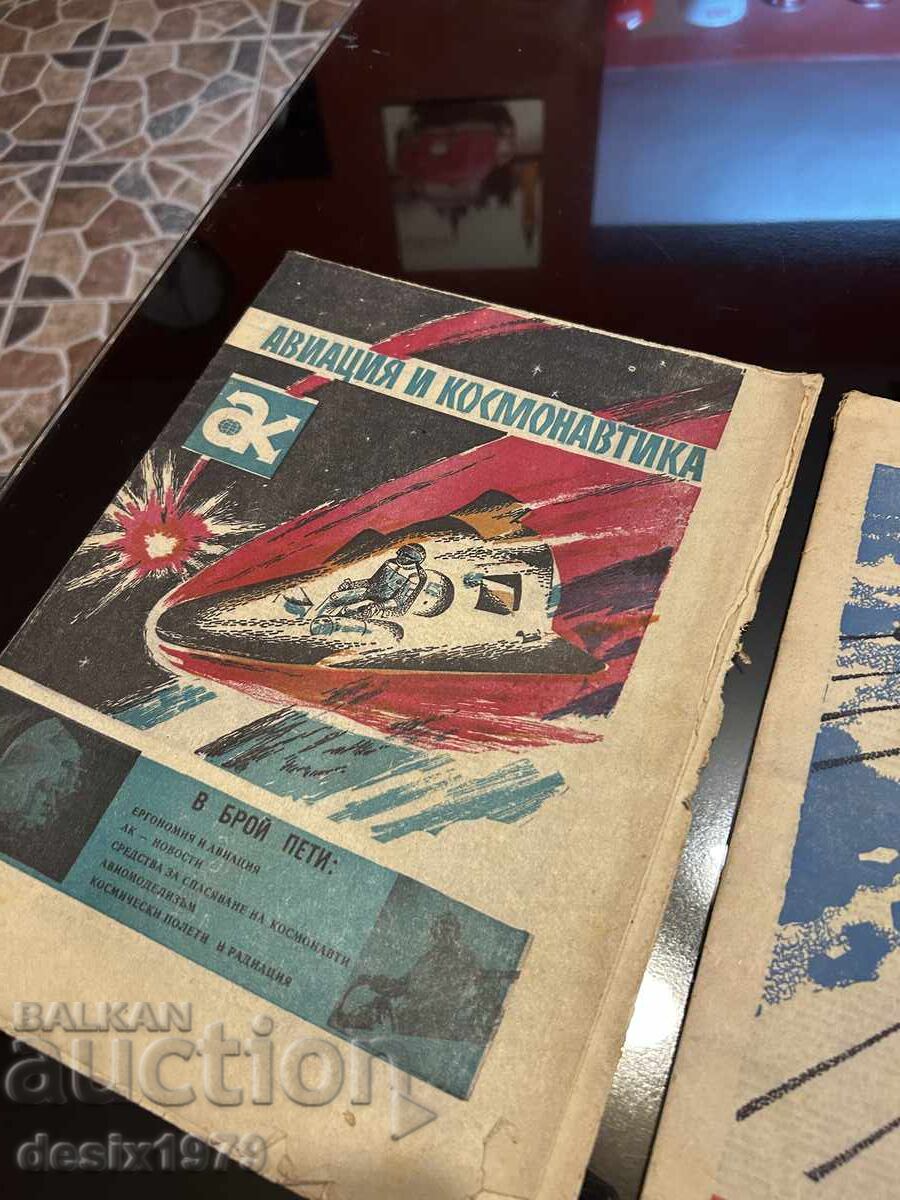 АВИАЦИЯ И КОСМОНАВТИКА
ак
В БРОЙ ПЕТИ:
ЕРГОНОМИЯ И АВИАЦИЯ
АК — НОВОСТИ
СРЕДСТВА ЗА СПАСЯВАНЕ НА КОСМОНАВТИ
АВИОМОДЕЛИЗЪМ
КОСМИЧЕСКИ ПОЛЕТИ И РАДИАЦИЯ
BALKAN
auction
desix1979